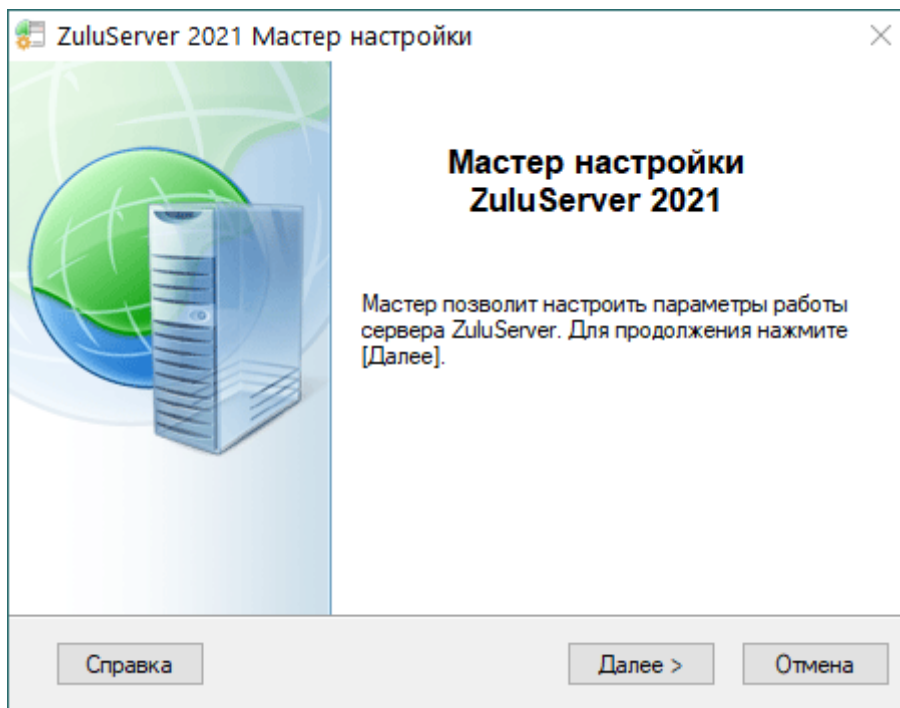 ZuluServer 2021 Мастер настройки
Мастер настройки
ZuluServer 2021
Мастер позволит настроить параметры работы
сервера ZuluServer. Для продолжения нажмите
[Далее].
Справка
Далее >
Отмена